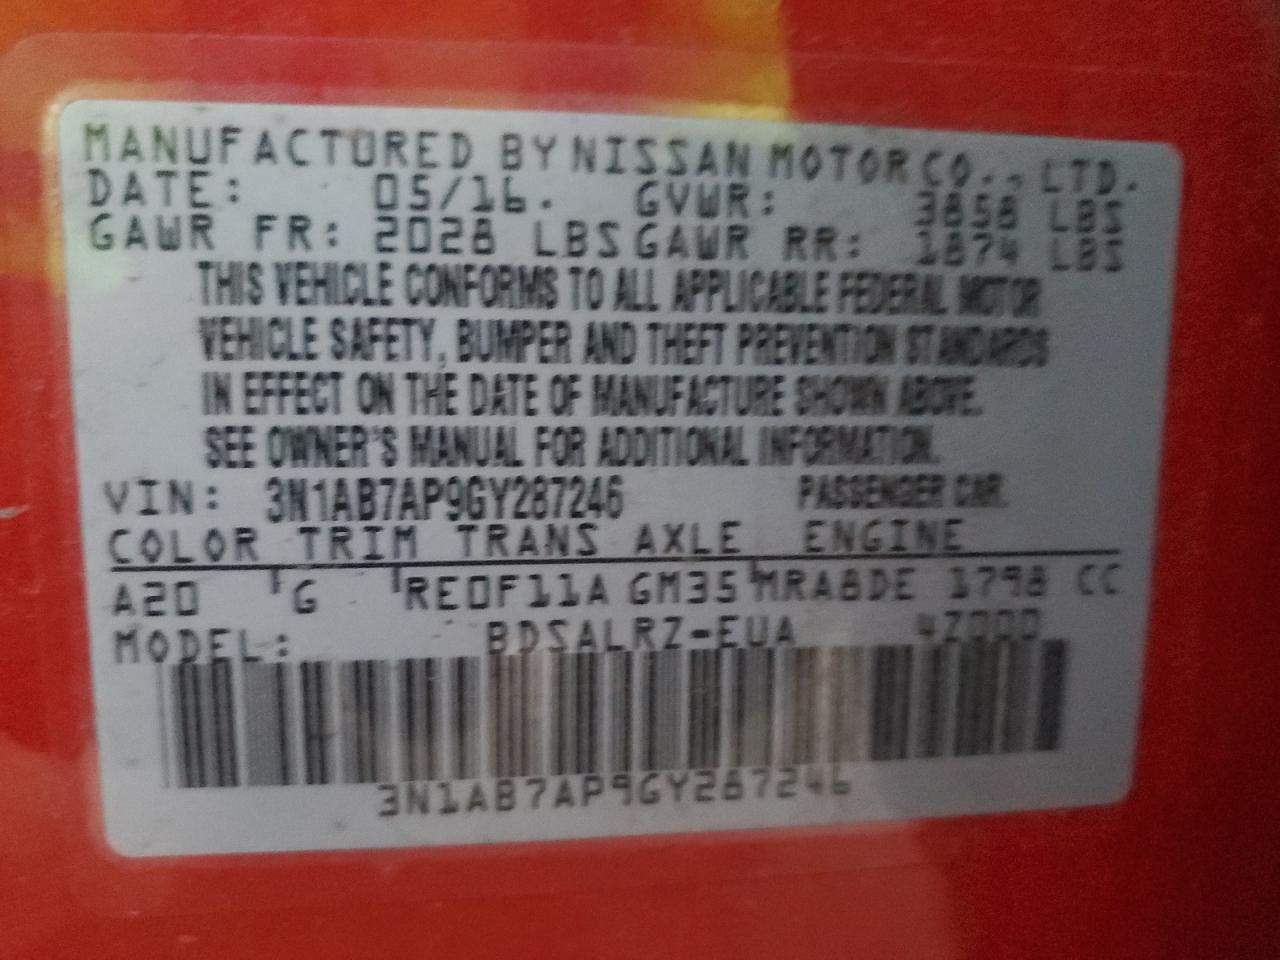 MANUFACTURED BY NISSAN MOTOR CO., LTD.
DATE: 05/16. GVWR: 3858 LBS
GAWR FR: 2028 LBS GAWR RR: 1874 LBS
THIS VEHICLE CONFORMS TO ALL APPLICABLE FEDERAL MOTOR
VEHICLE SAFETY, BUMPER AND THEFT PREVENTION STANDARDS
IN EFFECT ON THE DATE OF MANUFACTURE SHOWN ABOVE.
SEE OWNER'S MANUAL FOR ADDITIONAL INFORMATION.
VIN: 3N1AB7AP9GY287246 PASSENGER CAR.
COLOR TRIM TRANS AXLE ENGINE
A20 G RE0F11A GM35 MRA8DE 1798 CC
MODEL: BDSALRZ-EUA 4Z000
3N1AB7AP9GY287246